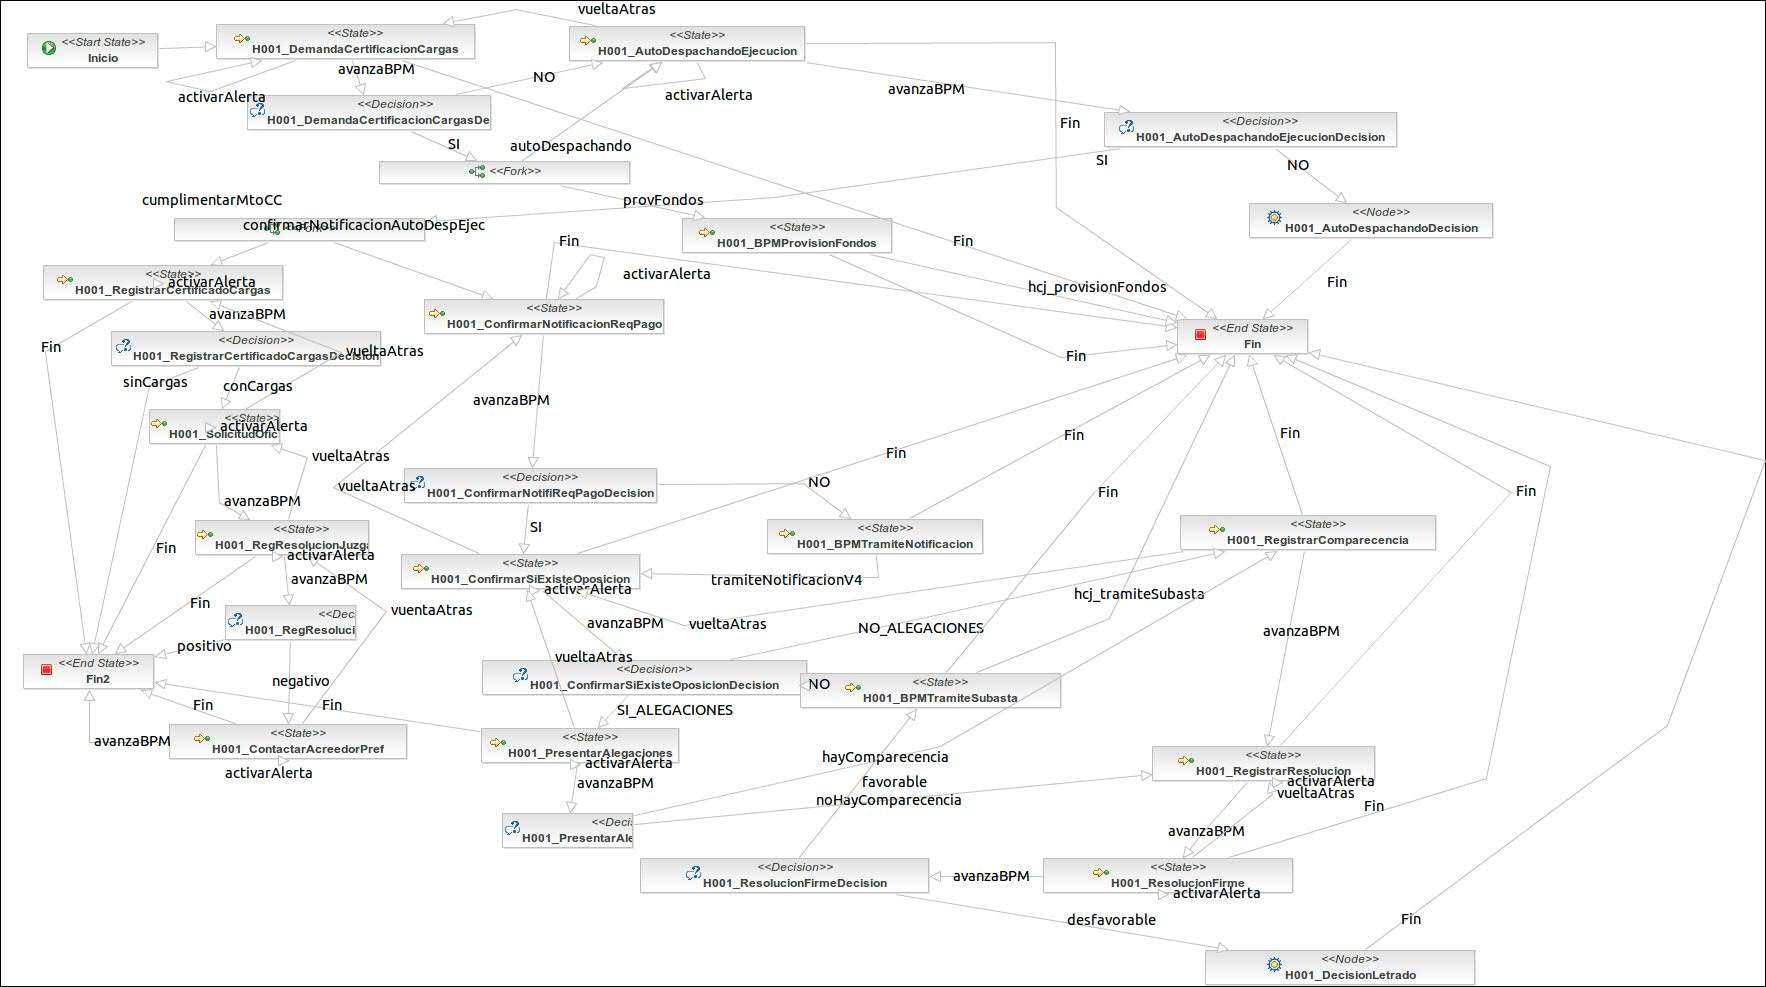 vueltaAtras
<<Start State>>
Inicio
<<State>>
H001_DemandaCertificacionCargas
<<State>>
H001_AutoDespachandoEjecucion
avanzaBPM
NO
activarAlerta
activarAlerta
avanzaBPM
<<Decision>>
H001_DemandaCertificacionCargasDe
Fin
<<Decision>>
H001_AutoDespachandoEjecucionDecision
SI
autoDespachando
SI
NO
<<Fork>>
cumplimentarMtoCC
provFondos
confirmarNotificacionAutoDespEjec
<<State>>
H001_BPMProvisionFondos
<<Node>>
H001_AutoDespachandoDecision
Fin
Fin
<<State>>
activarAlerta
H001_RegistrarCertificadoCargas
activarAlerta
hcj_provisionFondos
Fin
avanzaBPM
<<State>>
H001_ConfirmarNotificacionReqPago
<<End State>>
Fin
<<Decision>>
H001_RegistrarCertificadoCargasDecision
Fin
vueltaAtras
Fin
sinCargas
conCargas
avanzaBPM
<<State>>
activarAlerta
H001_SolicitudOfic
Fin
Fin
Fin
vueltaAtras
vueltaAtras
<<Decision>>
H001_ConfirmarNotifiReqPagoDecision
NO
Fin
Fin
avanzaBPM
SI
<<State>>
H001_RegResolucionJuzga
activarAlerta
<<State>>
H001_BPMTramiteNotificacion
<<State>>
H001_RegistrarComparecencia
Fin
avanzaBPM
<<State>>
H001_ConfirmarSiExisteOposicion
activarAlerta
tramiteNotificacionV4
hcj_tramiteSubasta
Fin
vuentaAtras
<<Dec
H001_RegResoluci
avanzaBPM
vueltaAtras
NO_ALEGACIONES
avanzaBPM
positivo
vueltaAtras
<<End State>>
Fin2
<<Decision>>
H001_ConfirmarSiExisteOposicionDecision
NO
<<State>>
H001_BPMTramiteSubasta
negativo
Fin
Fin
SI_ALEGACIONES
avanzaBPM
<<State>>
H001_ContactarAcreedorPref
activarAlerta
<<State>>
H001_PresentarAlegaciones
activarAlerta
avanzaBPM
hayComparecencia
favorable
noHayComparecencia
<<State>>
H001_RegistrarResolucion
activarAlerta
vueltaAtras
Fin
<<Deci
H001_PresentarAle
avanzaBPM
<<Decision>>
H001_ResolucionFirmeDecision
avanzaBPM
<<State>>
H001_ResolucionFirme
activarAlerta
desfavorable
Fin
<<Node>>
H001_DecisionLetrado